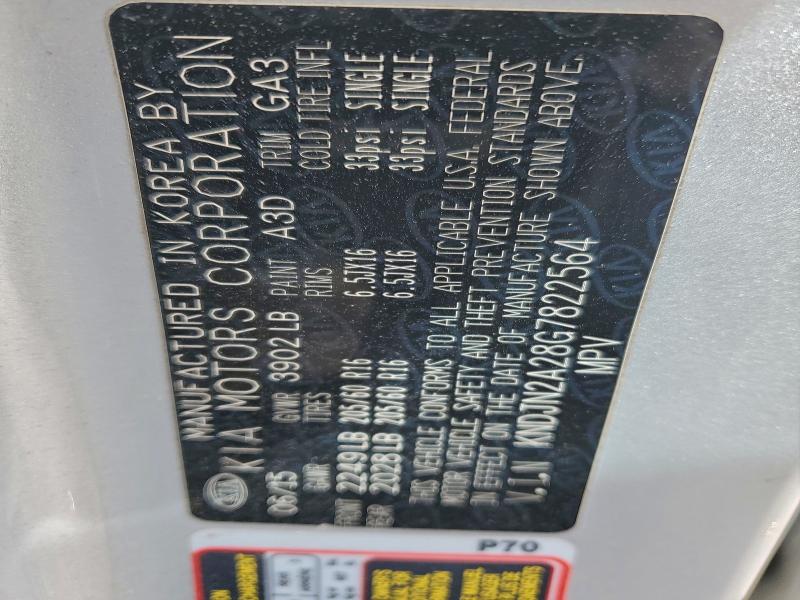 MANUFACTURED IN KOREA BY
KIA KIA MOTORS CORPORATION
06/15 GVWR 3902LB PAINT A3D TRIM GA3
GAWR TIRES RIMS COLD TIRE INFL
FRONT 2249LB 205/60 R16 6.5JX16 33psi SINGLE
REAR 2028LB 205/60 R16 6.5JX16 33psi SINGLE
THIS VEHICLE CONFORMS TO ALL APPLICABLE U.S.A. FEDERAL
MOTOR VEHICLE SAFETY AND THEFT PREVENTION STANDARDS
IN EFFECT ON THE DATE OF MANUFACTURE SHOWN ABOVE.
V.I.N KNDJN2A28G7822564
MPV
P70